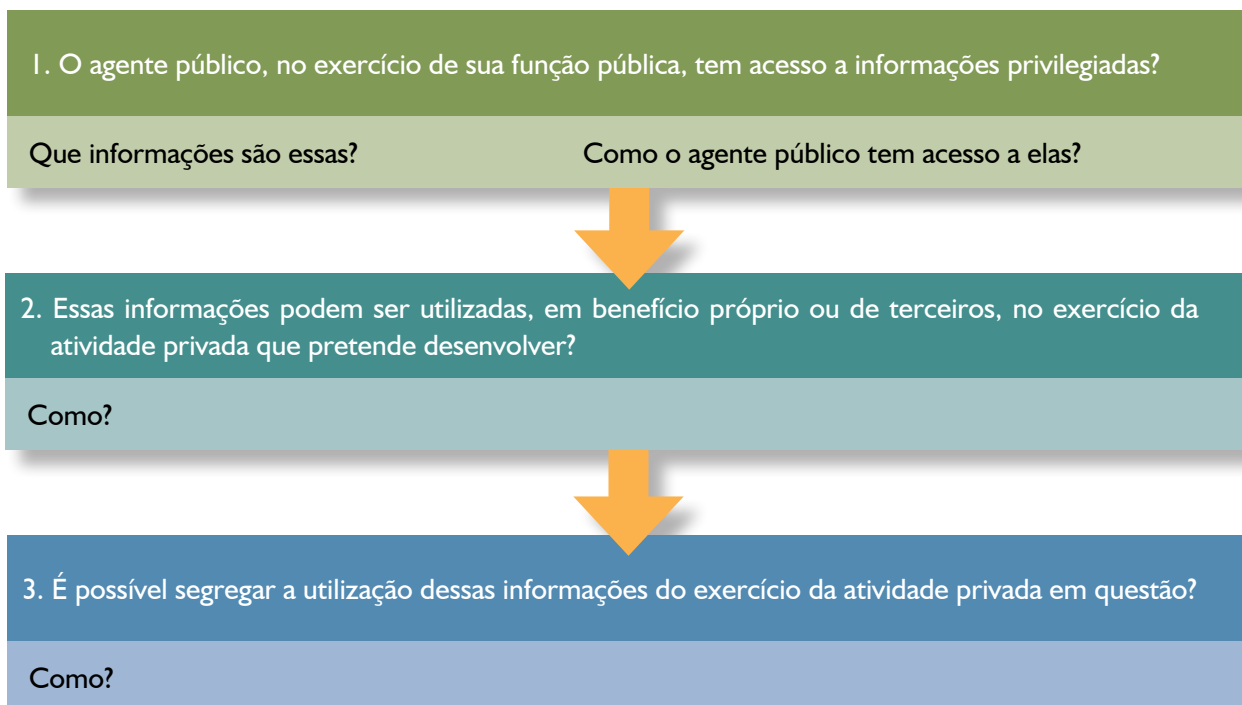 1. O agente público, no exercício de sua função pública, tem acesso a informações privilegiadas?
Que informações são essas? Como o agente público tem acesso a elas?
2. Essas informações podem ser utilizadas, em benefício próprio ou de terceiros, no exercício da
atividade privada que pretende desenvolver?
Como?
3. É possível segregar a utilização dessas informações do exercício da atividade privada em questão?
Como?